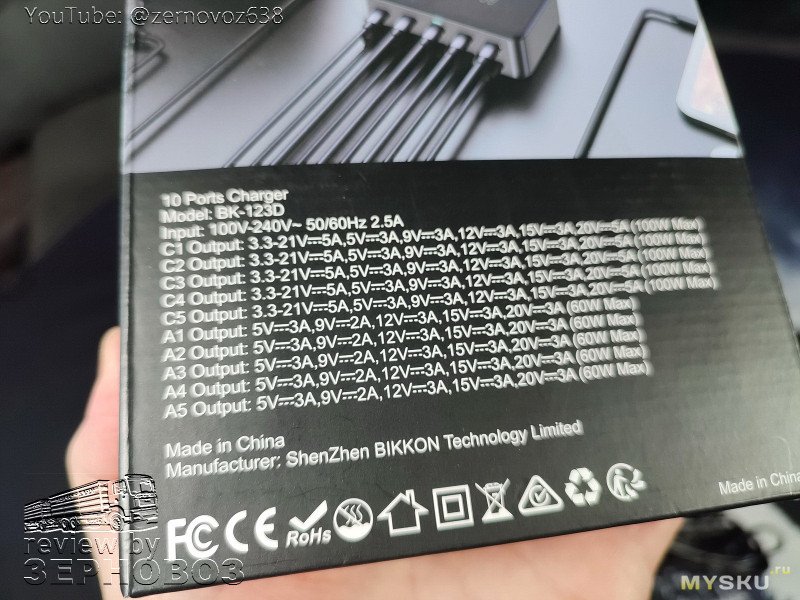 YouTube: @zernovoz638
10 Ports Charger
Model: BK-123D
Input: 100V-240V~ 50/60Hz 2.5A
C1 Output: 3.3-21V⎓5A,5V⎓3A,9V⎓3A,12V⎓3A,15V⎓3A,20V⎓5A (100W Max)
C2 Output: 3.3-21V⎓5A,5V⎓3A,9V⎓3A,12V⎓3A,15V⎓3A,20V⎓5A (100W Max)
C3 Output: 3.3-21V⎓5A,5V⎓3A,9V⎓3A,12V⎓3A,15V⎓3A,20V⎓5A (100W Max)
C4 Output: 3.3-21V⎓5A,5V⎓3A,9V⎓3A,12V⎓3A,15V⎓3A,20V⎓5A (100W Max)
C5 Output: 3.3-21V⎓5A,5V⎓3A,9V⎓3A,12V⎓3A,15V⎓3A,20V⎓5A (100W Max)
A1 Output: 5V⎓3A,9V⎓2A,12V⎓3A,15V⎓3A,20V⎓3A (60W Max)
A2 Output: 5V⎓3A,9V⎓2A,12V⎓3A,15V⎓3A,20V⎓3A (60W Max)
A3 Output: 5V⎓3A,9V⎓2A,12V⎓3A,15V⎓3A,20V⎓3A (60W Max)
A4 Output: 5V⎓3A,9V⎓2A,12V⎓3A,15V⎓3A,20V⎓3A (60W Max)
A5 Output: 5V⎓3A,9V⎓2A,12V⎓3A,15V⎓3A,20V⎓3A (60W Max)
Made in China
Manufacturer: ShenZhen BIKKON Technology Limited
Made in China
FC CE RoHs
review by
ЗЕРНОВОЗ
MYSKU.ru